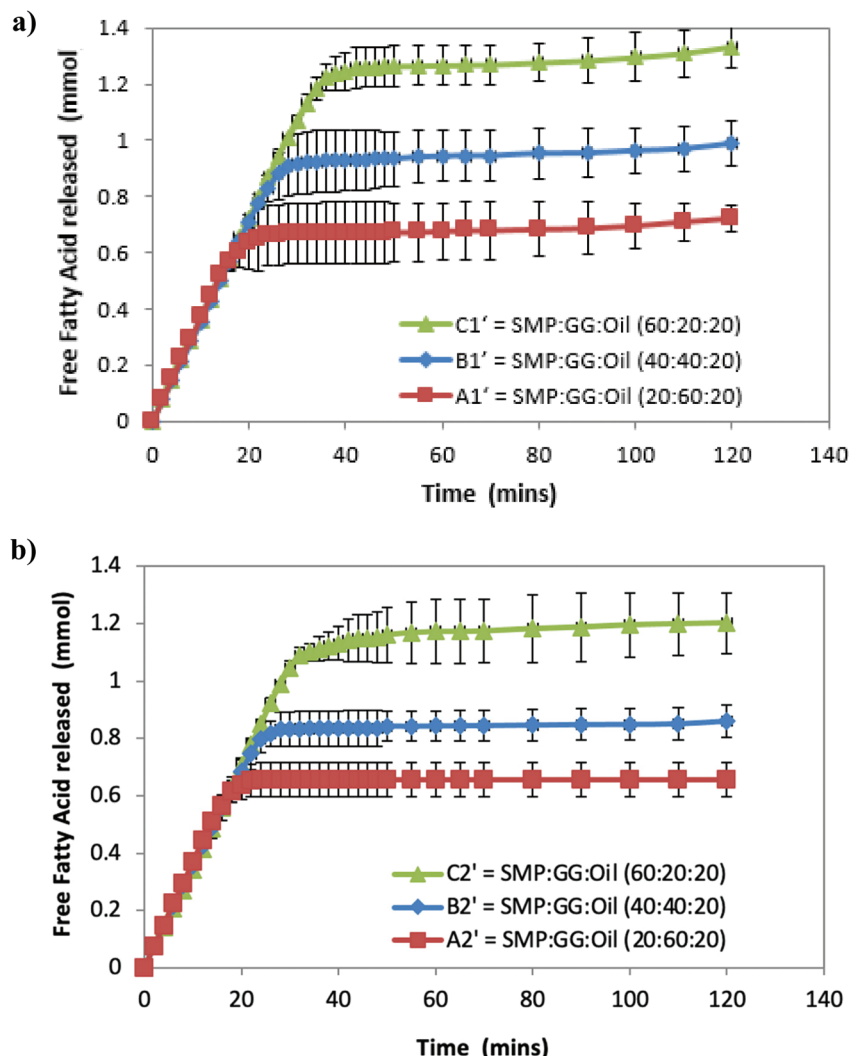 a)
Free Fatty Acid released (mmol)
1.4
1.2
1
0.8
0.6
0.4
0.2
0
C1‘ = SMP:GG:Oil (60:20:20)
B1’ = SMP:GG:Oil (40:40:20)
A1‘ = SMP:GG:Oil (20:60:20)
0 20 40 60 80 100 120 140
Time (mins)
b)
Free Fatty Acid released (mmol)
1.4
1.2
1
0.8
0.6
0.4
0.2
0
C2' = SMP:GG:Oil (60:20:20)
B2' = SMP:GG:Oil (40:40:20)
A2' = SMP:GG:Oil (20:60:20)
0 20 40 60 80 100 120 140
Time (mins)